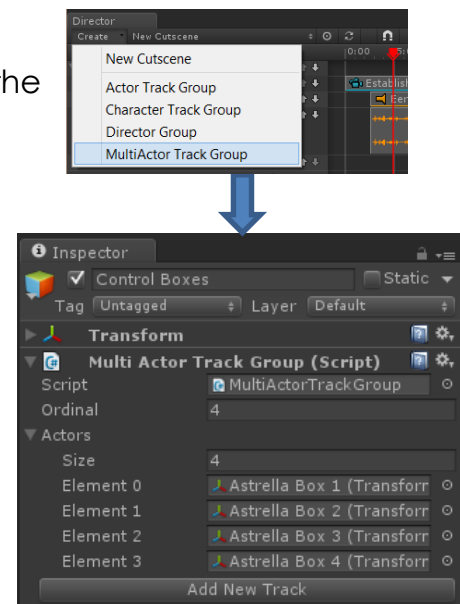 Director
Create New Cutscene
0:00
New Cutscene
the
Actor Track Group
Establish
Character Track Group
Director Group
MultiActor Track Group
Inspector
Control Boxes Static
Tag Untagged Layer Default
Transform
Multi Actor Track Group (Script)
Script MultiActorTrackGroup
Ordinal 4
Actors
Size 4
Element 0 Astrella Box 1 (Transforr
Element 1 Astrella Box 2 (Transforr
Element 2 Astrella Box 3 (Transforr
Element 3 Astrella Box 4 (Transforr
Add New Track